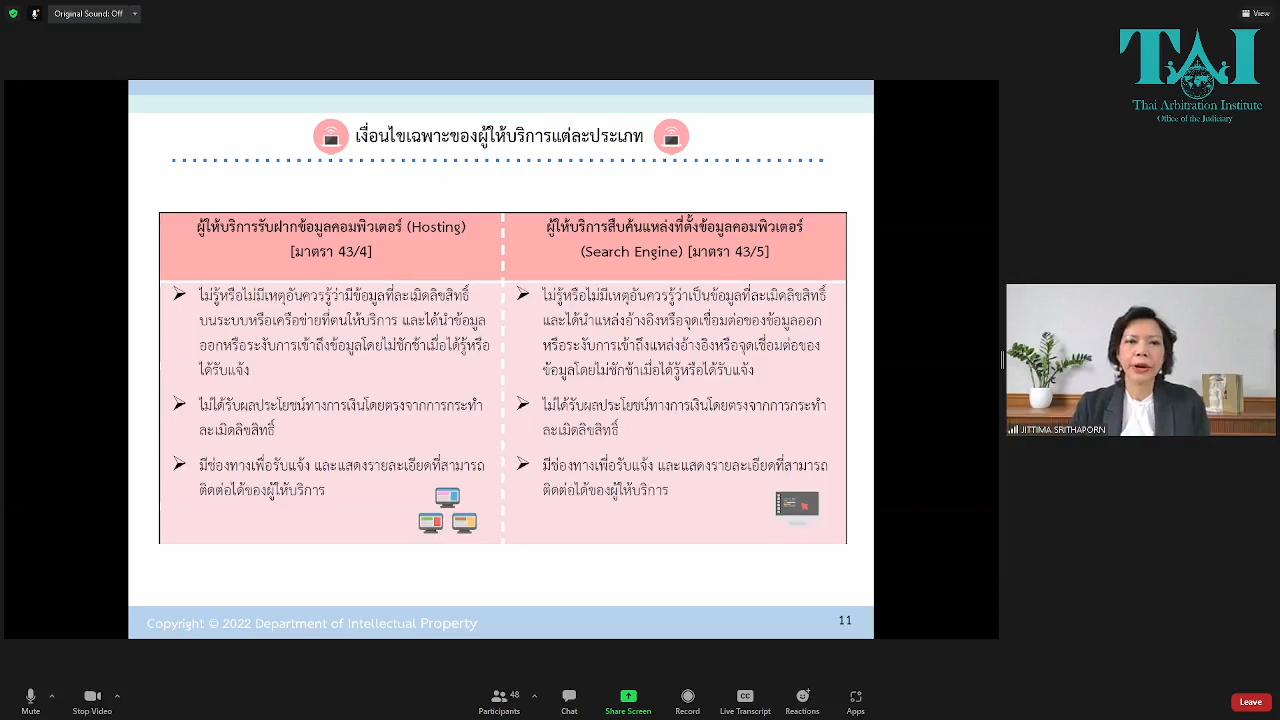 Original Sound: Off
View
TAI
Thai Arbitration Institute
Office of the Judiciary
เงื่อนไขเฉพาะของผู้ให้บริการแต่ละประเภท
ผู้ให้บริการรับฝากข้อมูลคอมพิวเตอร์ (Hosting)
[มาตรา 43/4]
ไม่รู้หรือไม่มีเหตุอันควรรู้ว่ามีข้อมูลที่ละเมิดลิขสิทธิ์
บนระบบหรือเครือข่ายที่ตนให้บริการ และได้นำข้อมูล
ออกหรือระงับการเข้าถึงข้อมูลโดยไม่ชักช้าเมื่อได้รู้หรือ
ได้รับแจ้ง
ไม่ได้รับผลประโยชน์ทางการเงินโดยตรงจากการกระทำ
ละเมิดลิขสิทธิ์
มีช่องทางเพื่อรับแจ้ง และแสดงรายละเอียดที่สามารถ
ติดต่อได้ของผู้ให้บริการ
ผู้ให้บริการสืบค้นแหล่งที่ตั้งข้อมูลคอมพิวเตอร์
(Search Engine) [มาตรา 43/5]
ไม่รู้หรือไม่มีเหตุอันควรรู้ว่าเป็นข้อมูลที่ละเมิดลิขสิทธิ์
และได้นำแหล่งอ้างอิงหรือจุดเชื่อมต่อของข้อมูลออก
หรือระงับการเข้าถึงแหล่งอ้างอิงหรือจุดเชื่อมต่อของ
ข้อมูลโดยไม่ชักช้าเมื่อได้รู้หรือได้รับแจ้ง
ไม่ได้รับผลประโยชน์ทางการเงินโดยตรงจากการกระทำ
ละเมิดลิขสิทธิ์
มีช่องทางเพื่อรับแจ้ง และแสดงรายละเอียดที่สามารถ
ติดต่อได้ของผู้ให้บริการ
Copyright © 2022 Department of Intellectual Property
11
JITTIMA SRITHAPORN
Mute
Stop Video
48
Participants
Chat
Share Screen
Record
CC
Live Transcript
Reactions
Apps
Leave